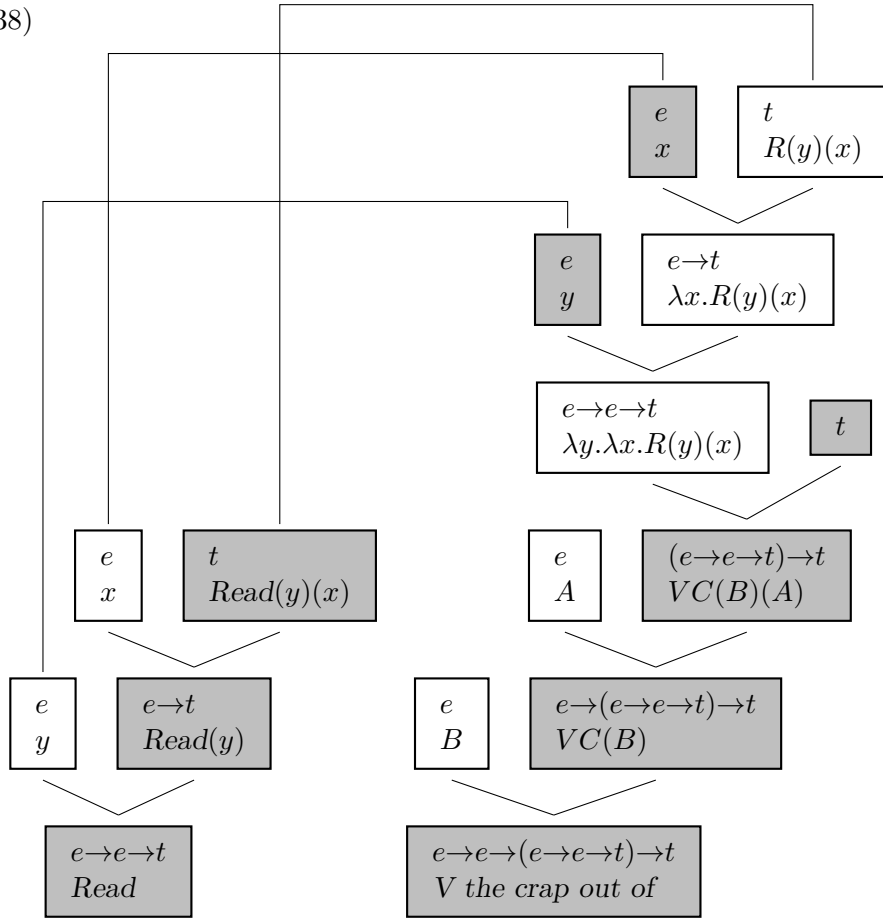 38)
e
x
t
R(y)(x)
e
y
e→t
λx.R(y)(x)
e→e→t
λy.λx.R(y)(x)
t
e
x
t
Read(y)(x)
e
A
(e→e→t)→t
VC(B)(A)
e
y
e→t
Read(y)
e
B
e→(e→e→t)→t
VC(B)
e→e→t
Read
e→e→(e→e→t)→t
V the crap out of